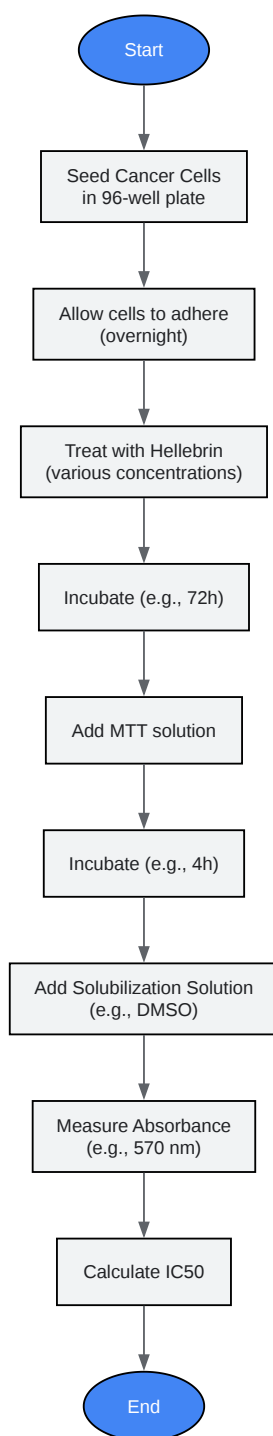 Start
Seed Cancer Cells
in 96-well plate
Allow cells to adhere
(overnight)
Treat with Hellebrin
(various concentrations)
Incubate (e.g., 72h)
Add MTT solution
Incubate (e.g., 4h)
Add Solubilization Solution
(e.g., DMSO)
Measure Absorbance
(e.g., 570 nm)
Calculate IC50
End